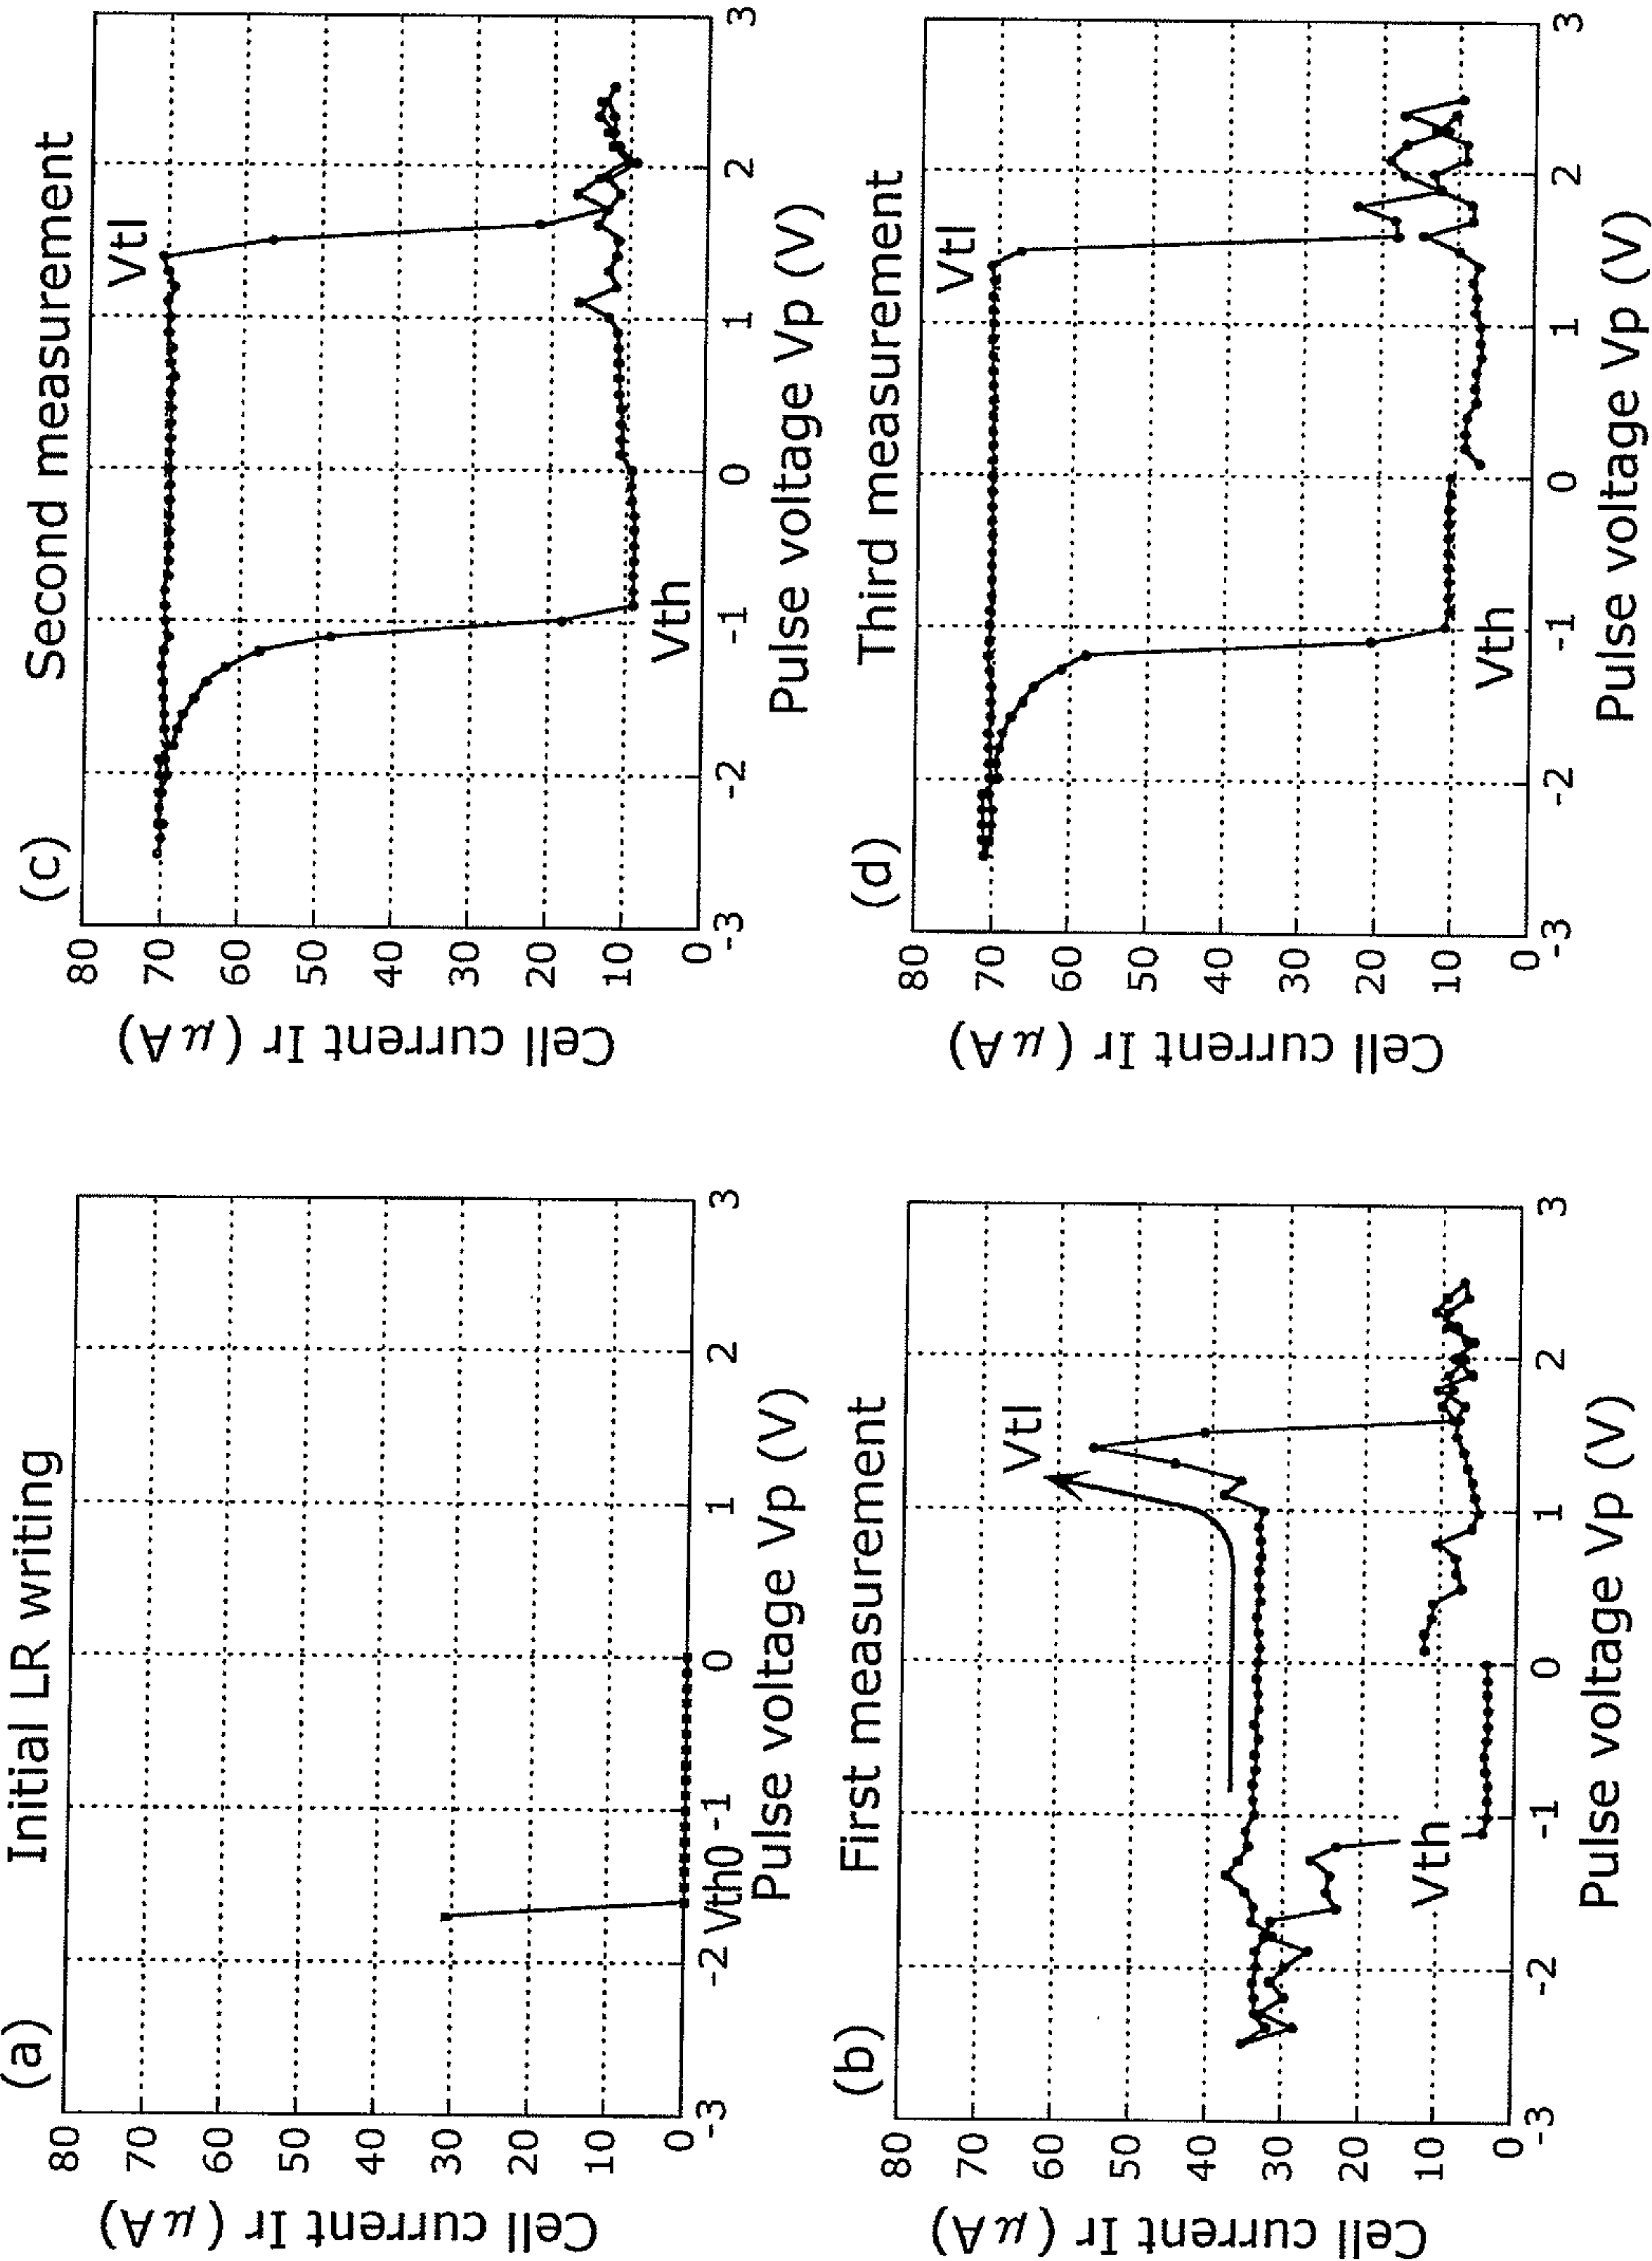 (a)
Initial LR writing
Cell current Ir (μA)
80
70
60
50
40
30
20
10
0
-3
-2
Vth0
-1
0
1
2
3
Pulse voltage Vp (V)
(b)
First measurement
Cell current Ir (μA)
80
70
60
50
40
30
20
10
0
Vtl
Vth
-3
-2
-1
0
1
2
3
Pulse voltage Vp (V)
(c)
Second measurement
Cell current Ir (μA)
80
70
60
50
40
30
20
10
0
Vtl
Vth
-3
-2
-1
0
1
2
3
Pulse voltage Vp (V)
(d)
Third measurement
Cell current Ir (μA)
80
70
60
50
40
30
20
10
0
Vtl
Vth
-3
-2
-1
0
1
2
3
Pulse voltage Vp (V)